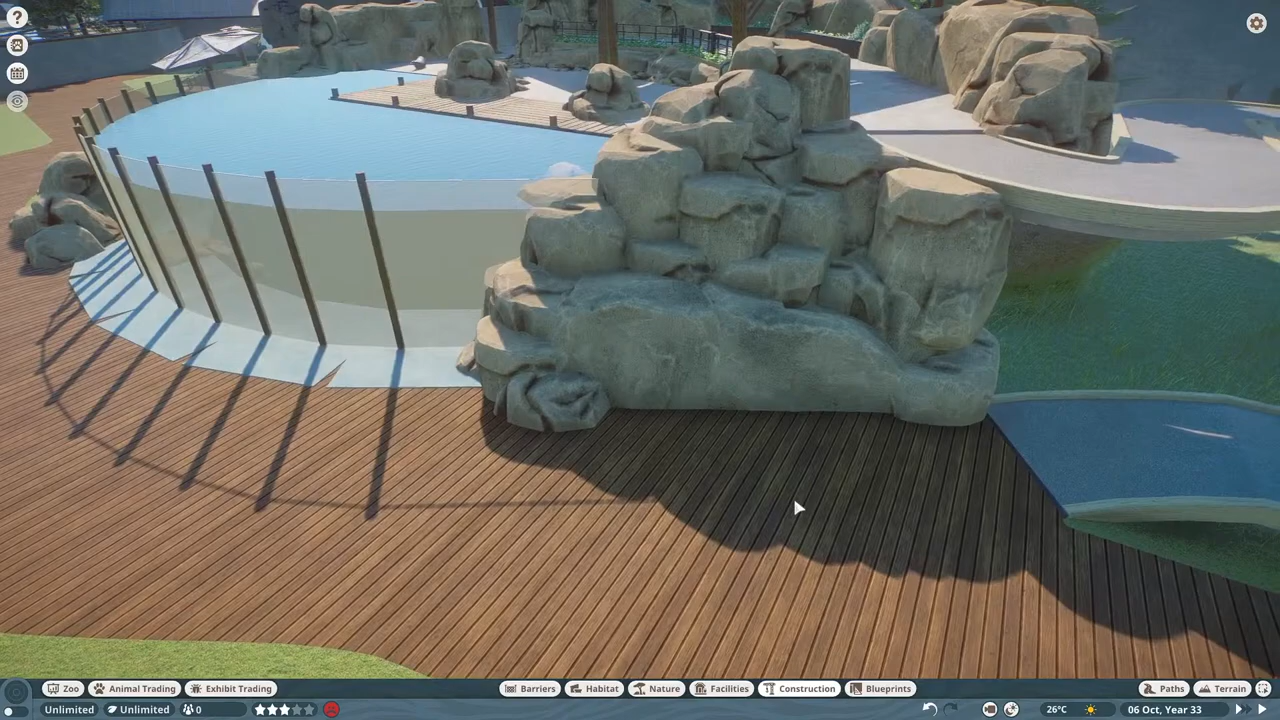 ?
Zoo
Animal Trading
Exhibit Trading
Barriers
Habitat
Nature
Facilities
Construction
Blueprints
Paths
Terrain
Unlimited
Unlimited
0
26°C
06 Oct, Year 33